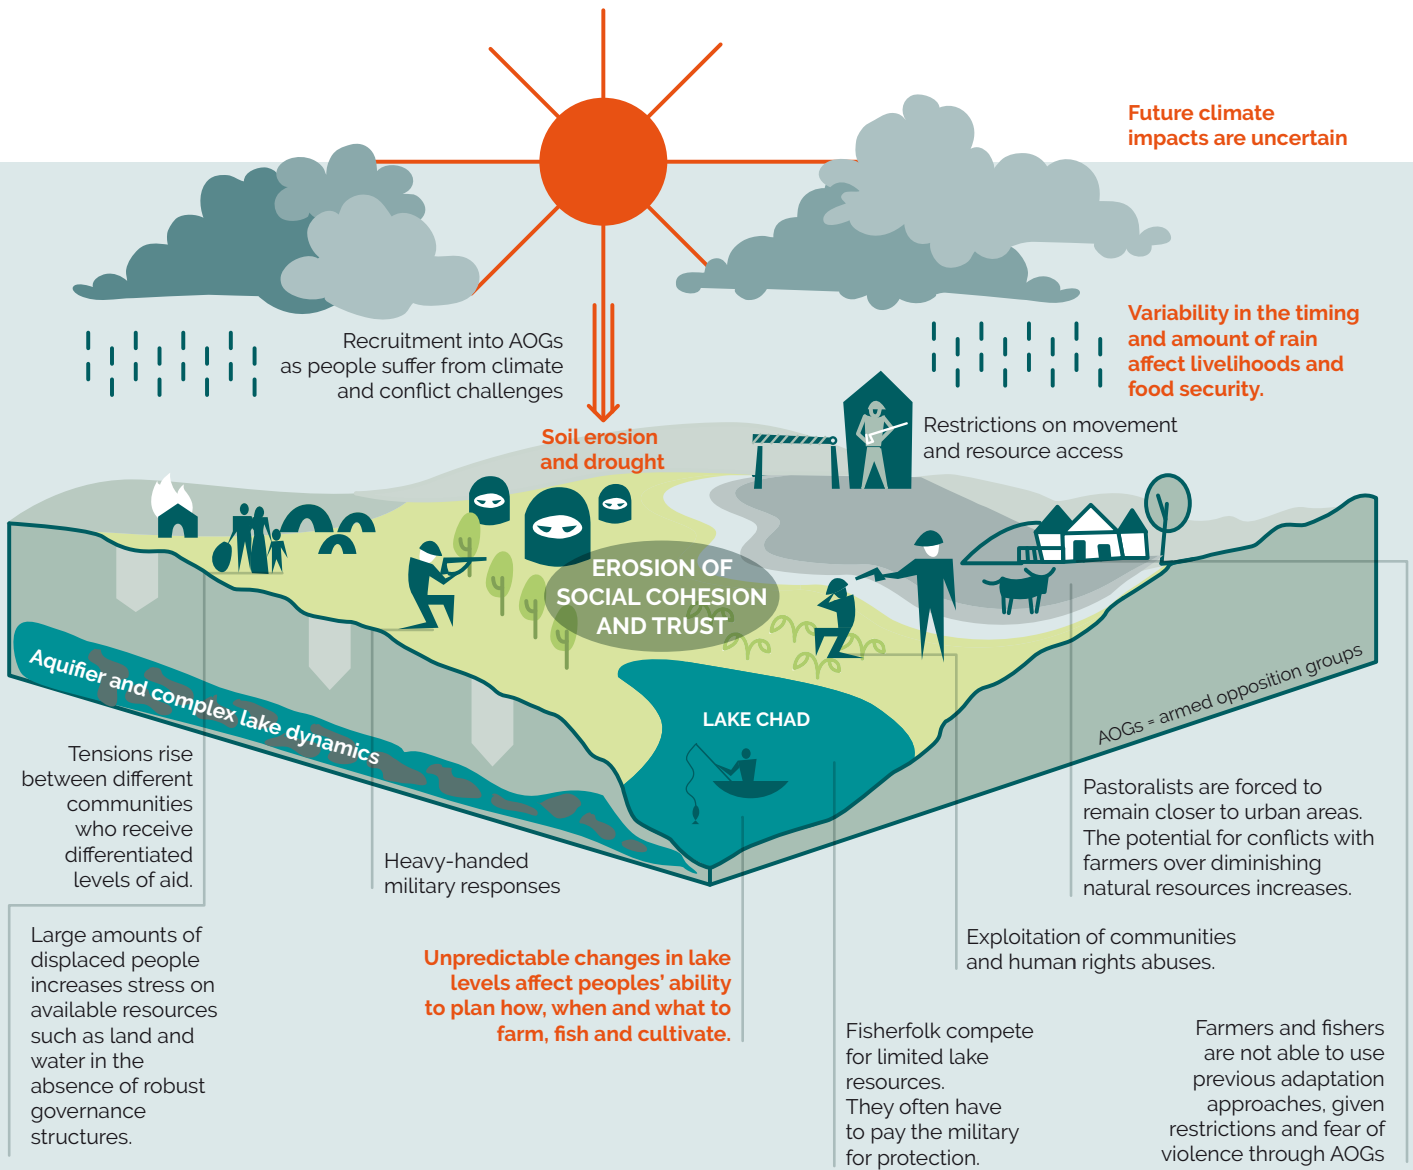 Future climate
impacts are uncertain
Recruitment into AOGs
as people suffer from climate
and conflict challenges
Variability in the timing
and amount of rain
affect livelihoods and
food security.
Soil erosion
and drought
Restrictions on movement
and resource access
EROSION OF
SOCIAL COHESION
AND TRUST
Aquifier and complex lake dynamics
LAKE CHAD
AOGs = armed opposition groups
Tensions rise
between different
communities
who receive
differentiated
levels of aid.
Heavy-handed
military responses
Pastoralists are forced to
remain closer to urban areas.
The potential for conflicts with
farmers over diminishing
natural resources increases.
Large amounts of
displaced people
increases stress on
available resources
such as land and
water in the
absence of robust
governance
structures.
Unpredictable changes in lake
levels affect peoples’ ability
to plan how, when and what to
farm, fish and cultivate.
Exploitation of communities
and human rights abuses.
Fisherfolk compete
for limited lake
resources.
They often have
to pay the military
for protection.
Farmers and fishers
are not able to use
previous adaptation
approaches, given
restrictions and fear of
violence through AOGs